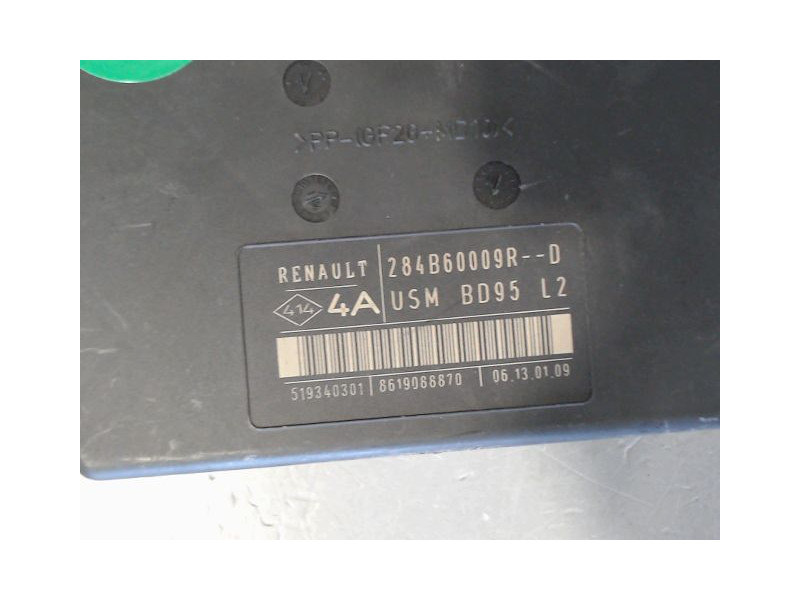 RENAULT 284B60009R--D
414 4A USM BD95 L2
519340301 8619088870 06.13.01.09